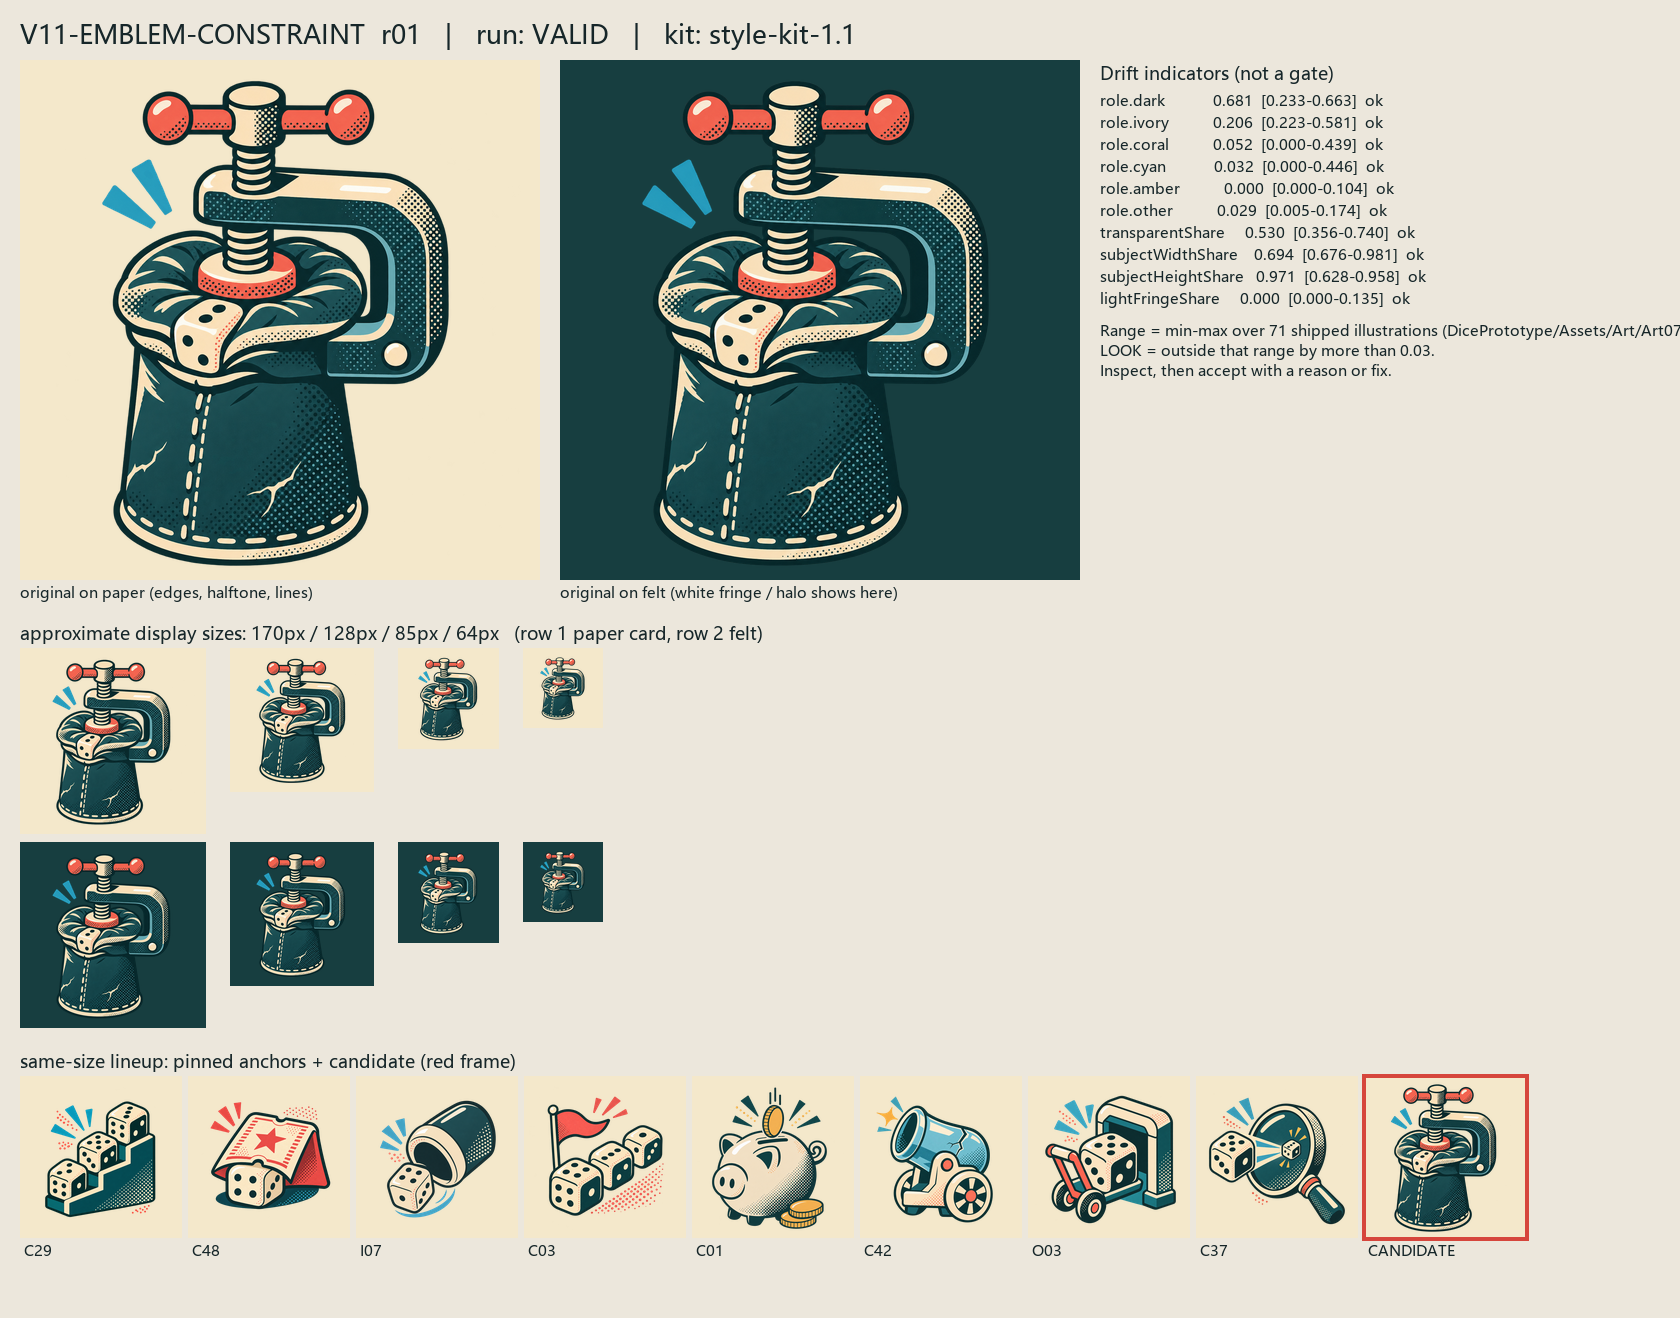 V11-EMBLEM-CONSTRAINT r01 | run: VALID | kit: style-kit-1.1
Drift indicators (not a gate)
role.dark 0.681 [0.233-0.663] ok
role.ivory 0.206 [0.223-0.581] ok
role.coral 0.052 [0.000-0.439] ok
role.cyan 0.032 [0.000-0.446] ok
role.amber 0.000 [0.000-0.104] ok
role.other 0.029 [0.005-0.174] ok
transparentShare 0.530 [0.356-0.740] ok
subjectWidthShare 0.694 [0.676-0.981] ok
subjectHeightShare 0.971 [0.628-0.958] ok
lightFringeShare 0.000 [0.000-0.135] ok
Range = min-max over 71 shipped illustrations (DicePrototype/Assets/Art/Art07
LOOK = outside that range by more than 0.03.
Inspect, then accept with a reason or fix.
original on paper (edges, halftone, lines)
original on felt (white fringe / halo shows here)
approximate display sizes: 170px / 128px / 85px / 64px (row 1 paper card, row 2 felt)
same-size lineup: pinned anchors + candidate (red frame)
C29 C48 I07 C03 C01 C42 O03 C37 CANDIDATE